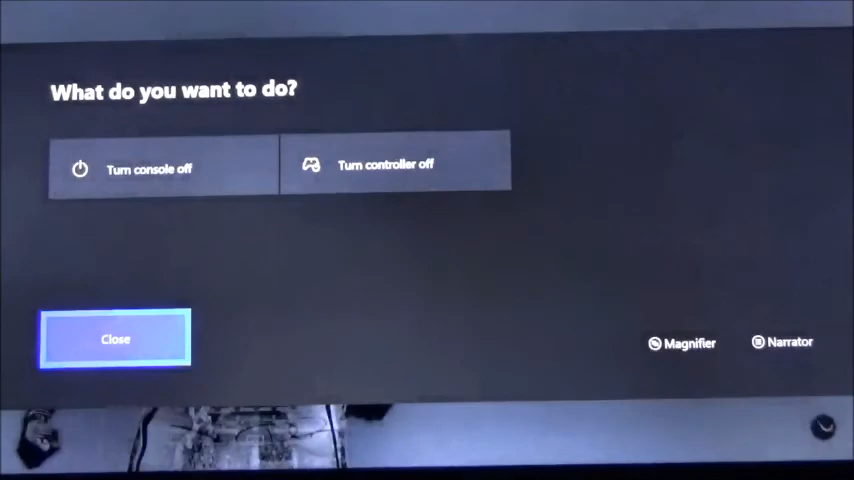 What do you want to do?
Turn console off
Turn controller off
Close
Magnifier
Narrator